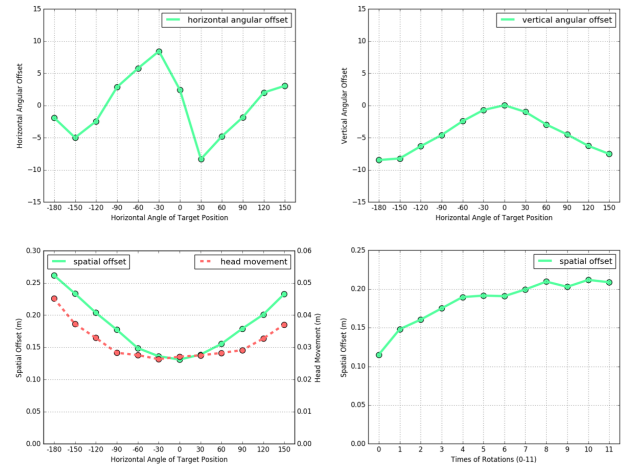 15
10
5
0
−5
−10
−15
Horizontal Angular Offset
horizontal angular offset
-180 -150 -120 -90 -60 -30 0 30 60 90 120 150
Horizontal Angle of Target Position
15
10
5
0
−5
−10
−15
Vertical Angular Offset
vertical angular offset
-180 -150 -120 -90 -60 -30 0 30 60 90 120 150
Horizontal Angle of Target Position
0.30
0.25
0.20
0.15
0.10
0.05
0.00
Spatial Offset (m)
spatial offset
head movement
0.06
0.05
0.04
0.03
0.02
0.01
0.00
Head Movement (m)
-180 -150 -120 -90 -60 -30 0 30 60 90 120 150
Horizontal Angle of Target Position
0.25
0.20
0.15
0.10
0.05
0.00
Spatial Offset (m)
spatial offset
0 1 2 3 4 5 6 7 8 9 10 11
Times of Rotations (0-11)